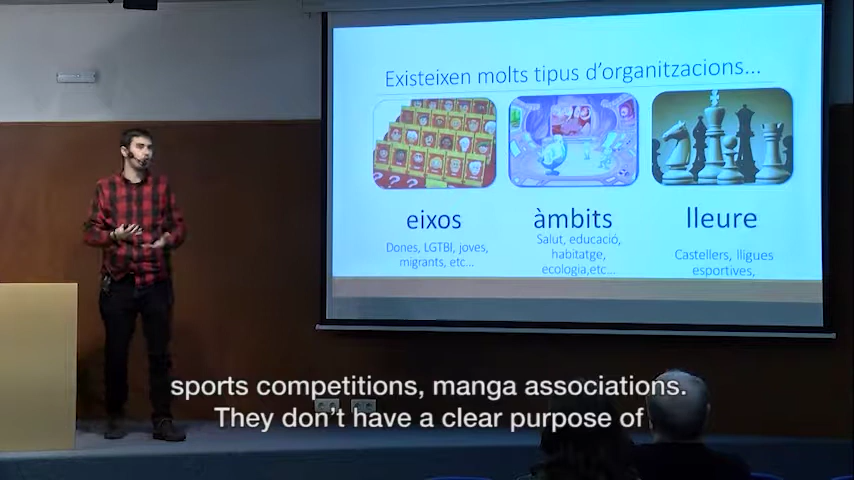 Existeixen molts tipus d'organitzacions...
eixos
Dones, LGTBI, joves,
migrants, etc...
àmbits
Salut, educació,
habitatge,
ecologia,etc...
lleure
Castellers, lligues
esportives,
sports competitions, manga associations.
They don't have a clear purpose of